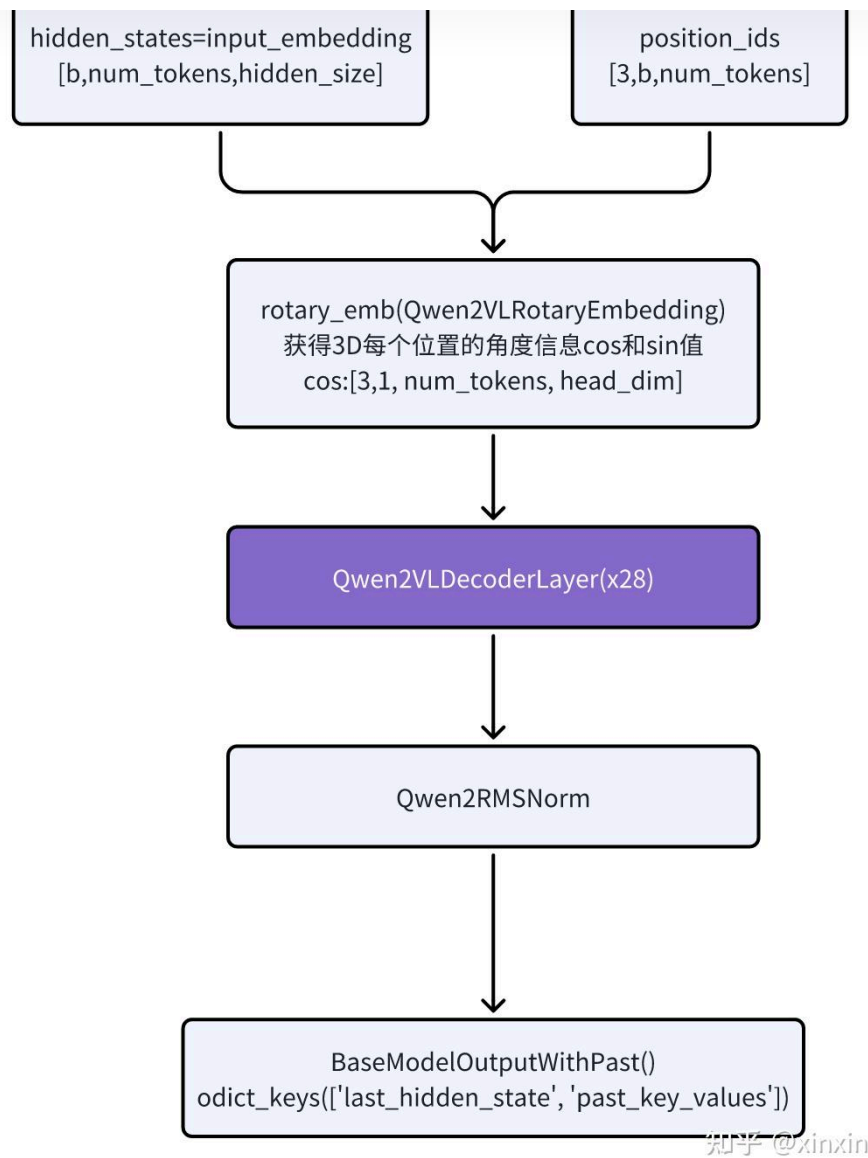 hidden_states=input_embedding
[b,num_tokens,hidden_size]
position_ids
[3,b,num_tokens]
rotary_emb(Qwen2VLRotaryEmbedding)
获得3D每个位置的角度信息cos和sin值
cos:[3,1, num_tokens, head_dim]
Qwen2VLDecoderLayer(x28)
Qwen2RMSNorm
BaseModelOutputWithPast()
odict_keys(['last_hidden_state', 'past_key_values'])
知乎 @xinxin